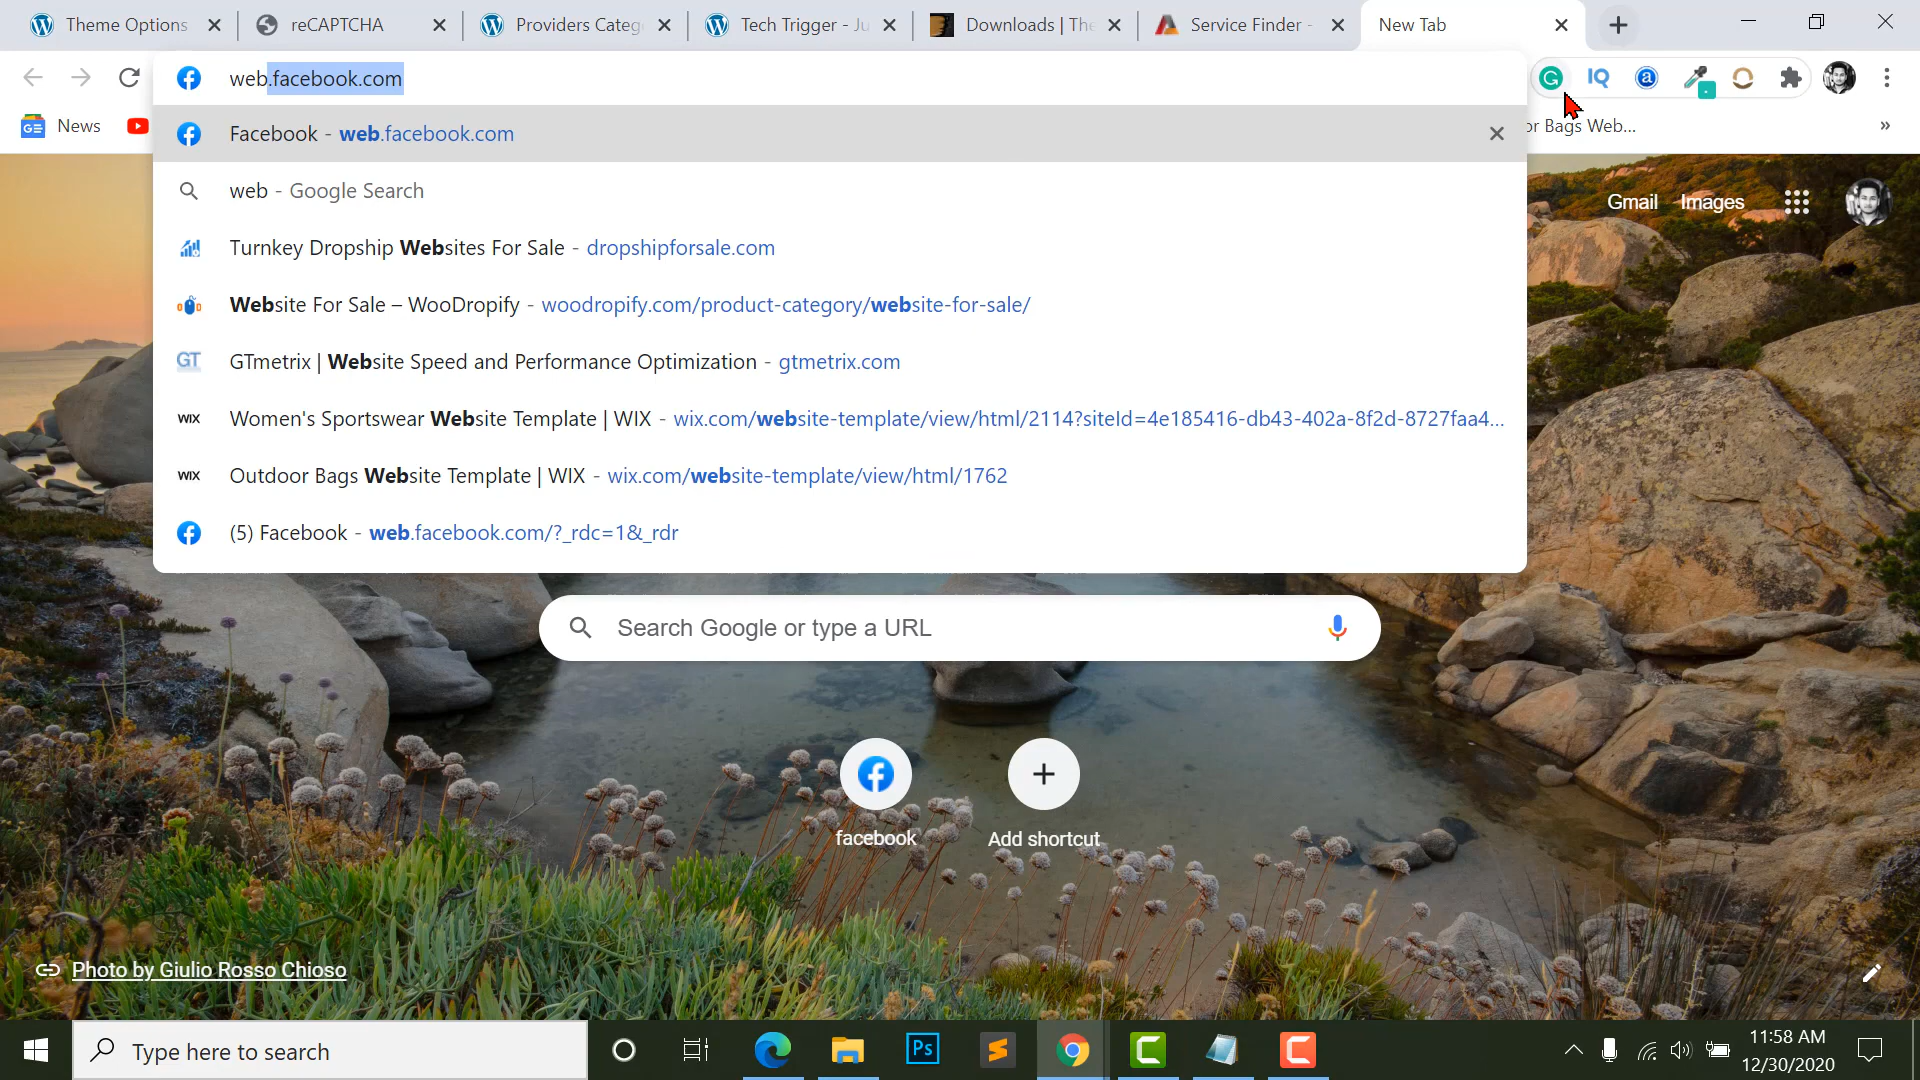 Theme Options
reCAPTCHA
Providers Categ
Tech Trigger - Ju
Downloads | The
Service Finder -
New Tab
web.facebook.com
IQ
News
or Bags Web...
»
Facebook - web.facebook.com
web - Google Search
Turnkey Dropship Websites For Sale - dropshipforsale.com
Website For Sale – WooDropify - woodropify.com/product-category/website-for-sale/
GT
GTmetrix | Website Speed and Performance Optimization - gtmetrix.com
WIX
Women's Sportswear Website Template | WIX - wix.com/website-template/view/html/2114?siteId=4e185416-db43-402a-8f2d-8727faa4...
WIX
Outdoor Bags Website Template | WIX - wix.com/website-template/view/html/1762
(5) Facebook - web.facebook.com/?_rdc=1&_rdr
Gmail
Images
Search Google or type a URL
facebook
Add shortcut
Photo by Giulio Rosso Chioso
Type here to search
Ps
11:58 AM
12/30/2020